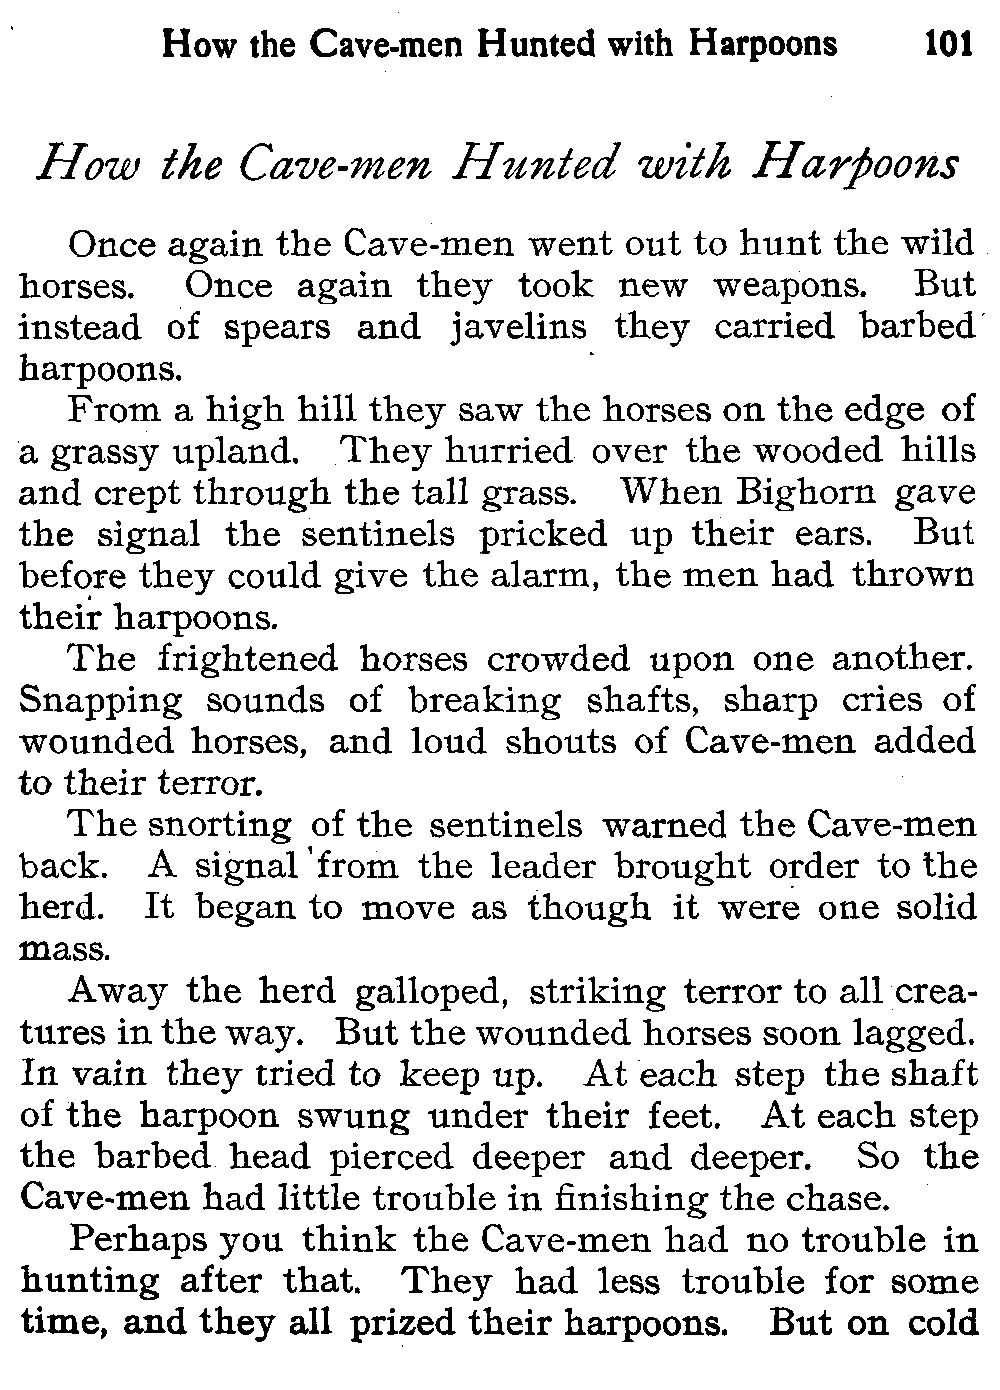 How the Cave-men Hunted with Harpoons 101
How the Cave-men Hunted with Harpoons
Once again the Cave-men went out to hunt the wild
horses. Once again they took new weapons. But
instead of spears and javelins they carried barbed
harpoons.
From a high hill they saw the horses on the edge of
a grassy upland. They hurried over the wooded hills
and crept through the tall grass. When Bighorn gave
the signal the sentinels pricked up their ears. But
before they could give the alarm, the men had thrown
their harpoons.
The frightened horses crowded upon one another.
Snapping sounds of breaking shafts, sharp cries of
wounded horses, and loud shouts of Cave-men added
to their terror.
The snorting of the sentinels warned the Cave-men
back. A signal from the leader brought order to the
herd. It began to move as though it were one solid
mass.
Away the herd galloped, striking terror to all crea-
tures in the way. But the wounded horses soon lagged.
In vain they tried to keep up. At each step the shaft
of the harpoon swung under their feet. At each step
the barbed head pierced deeper and deeper. So the
Cave-men had little trouble in finishing the chase.
Perhaps you think the Cave-men had no trouble in
hunting after that. They had less trouble for some
time, and they all prized their harpoons. But on cold